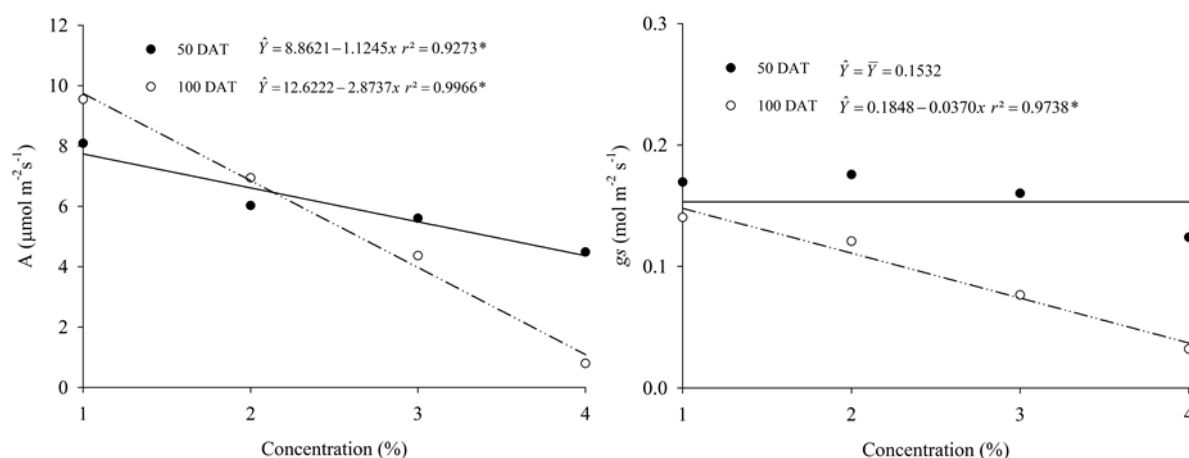 12
10
8
6
4
2
0
A (µmol m⁻² s⁻¹)
50 DAT Ŷ = 8.8621−1.1245x r² = 0.9273*
100 DAT Ŷ = 12.6222−2.8737x r² = 0.9966*
1 2 3 4
Concentration (%)
0.3
0.2
0.1
0.0
gs (mol m⁻² s⁻¹)
50 DAT Ŷ = Y̅ = 0.1532
100 DAT Ŷ = 0.1848−0.0370x r² = 0.9738*
1 2 3 4
Concentration (%)